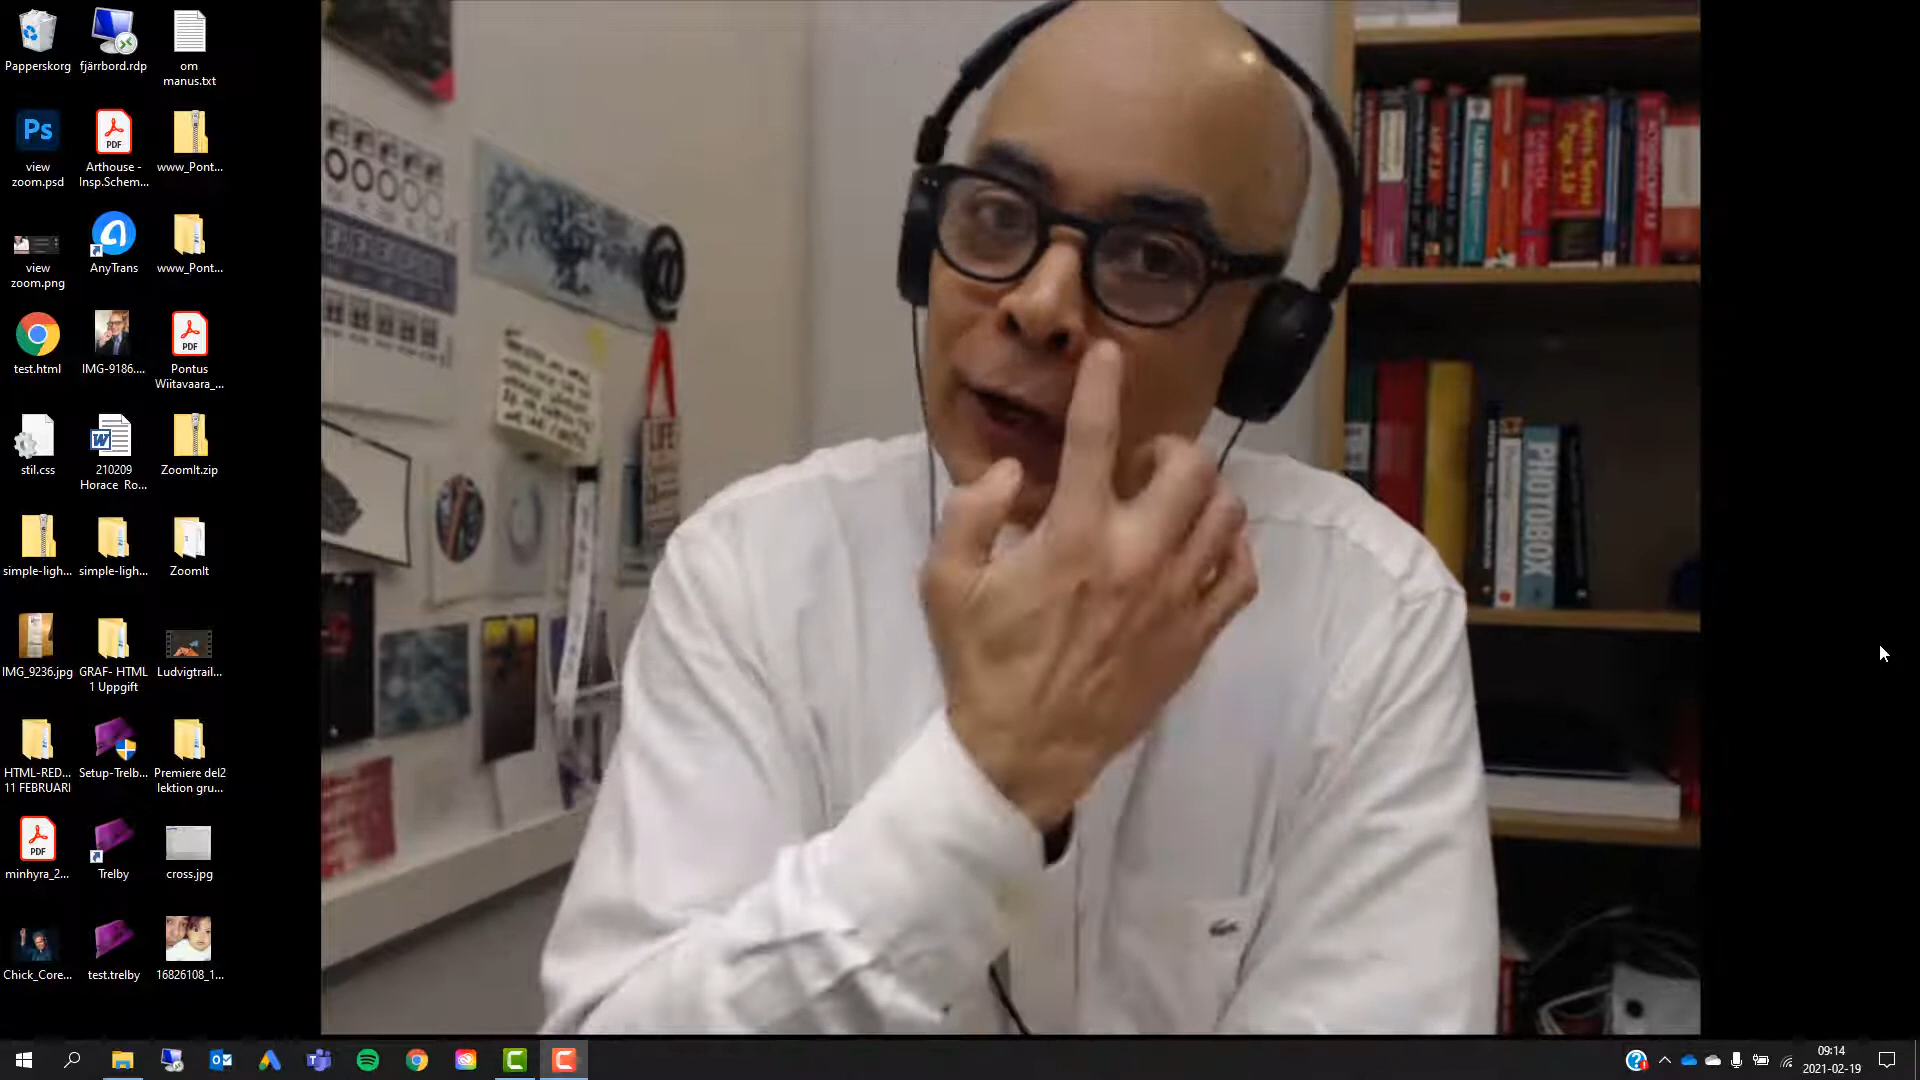 Papperskorg
fjärrbord.rdp
om
manus.txt
Ps
view
zoom.psd
PDF
Arthouse -
Insp.Schem...
www_Pont...
view
zoom.png
AnyTrans
www_Pont...
test.html
IMG-9186....
PDF
Pontus
Wiitavaara_...
stil.css
W
210209
Horace Ro...
ZoomIt.zip
simple-ligh...
simple-ligh...
ZoomIt
IMG_9236.jpg
GRAF- HTML
1 Uppgift
Ludvigtrail...
HTML-RED...
11 FEBRUARI
Setup-Trelb...
Premiere del2
lektion gru...
PDF
minhyra_2...
Trelby
cross.jpg
Chick_Core...
test.trelby
16826108_1...
@
LIFE
PHOTOBOX
09:14
2021-02-19